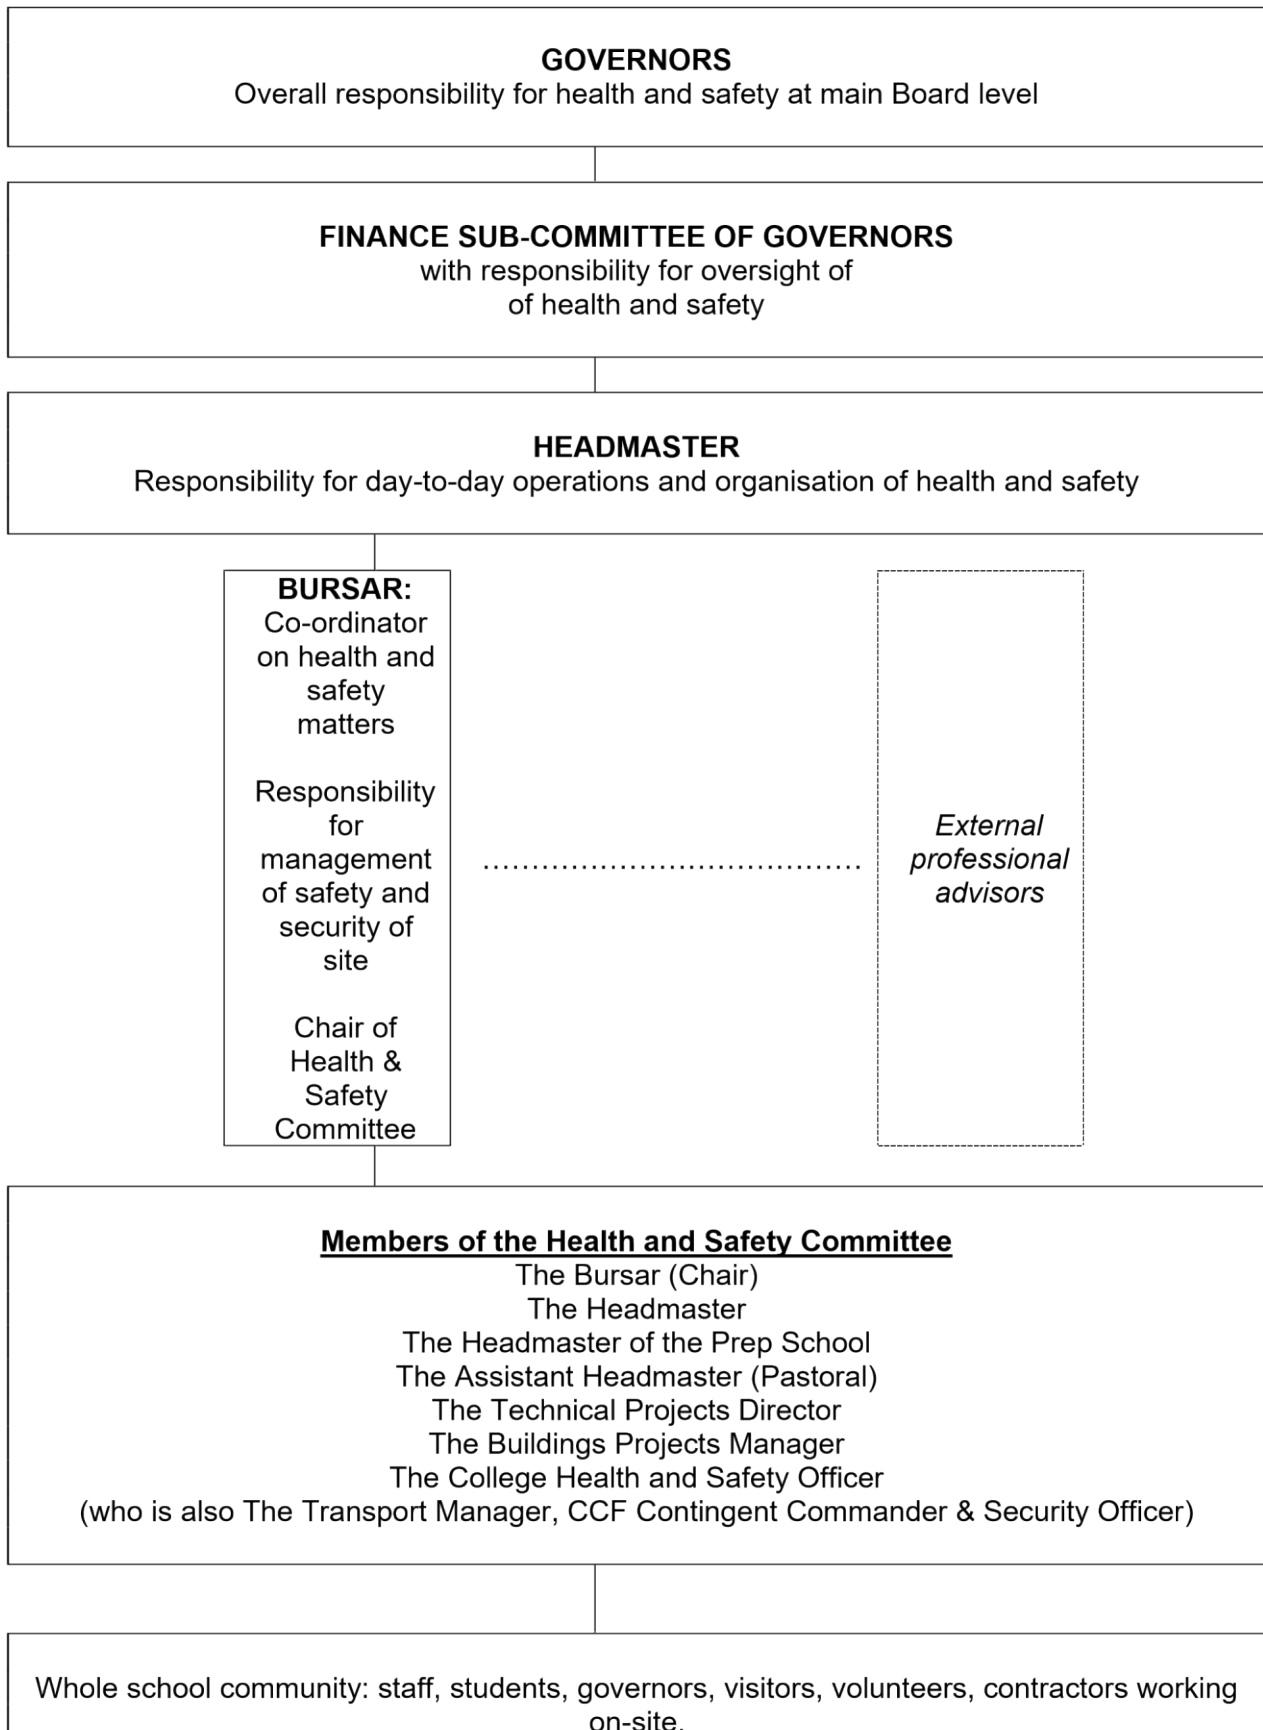 GOVERNORS
Overall responsibility for health and safety at main Board level
FINANCE SUB-COMMITTEE OF GOVERNORS
with responsibility for oversight of
of health and safety
HEADMASTER
Responsibility for day-to-day operations and organisation of health and safety
BURSAR:
Co-ordinator
on health and
safety
matters
Responsibility
for
management
of safety and
security of
site
Chair of
Health &
Safety
Committee
.......................................
External
professional
advisors
Members of the Health and Safety Committee
The Bursar (Chair)
The Headmaster
The Headmaster of the Prep School
The Assistant Headmaster (Pastoral)
The Technical Projects Director
The Buildings Projects Manager
The College Health and Safety Officer
(who is also The Transport Manager, CCF Contingent Commander & Security Officer)
Whole school community: staff, students, governors, visitors, volunteers, contractors working
on-site.